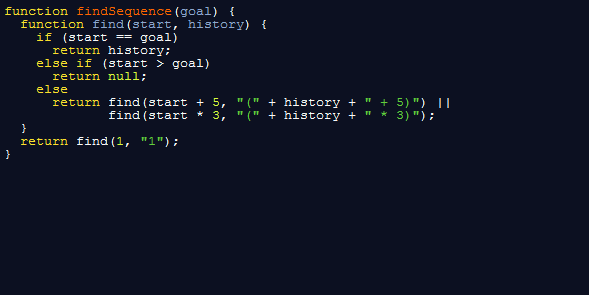 function findSequence(goal) {
  function find(start, history) {
    if (start == goal)
      return history;
    else if (start > goal)
      return null;
    else
      return find(start + 5, "(" + history + " + 5)") ||
             find(start * 3, "(" + history + " * 3)");
  }
  return find(1, "1");
}